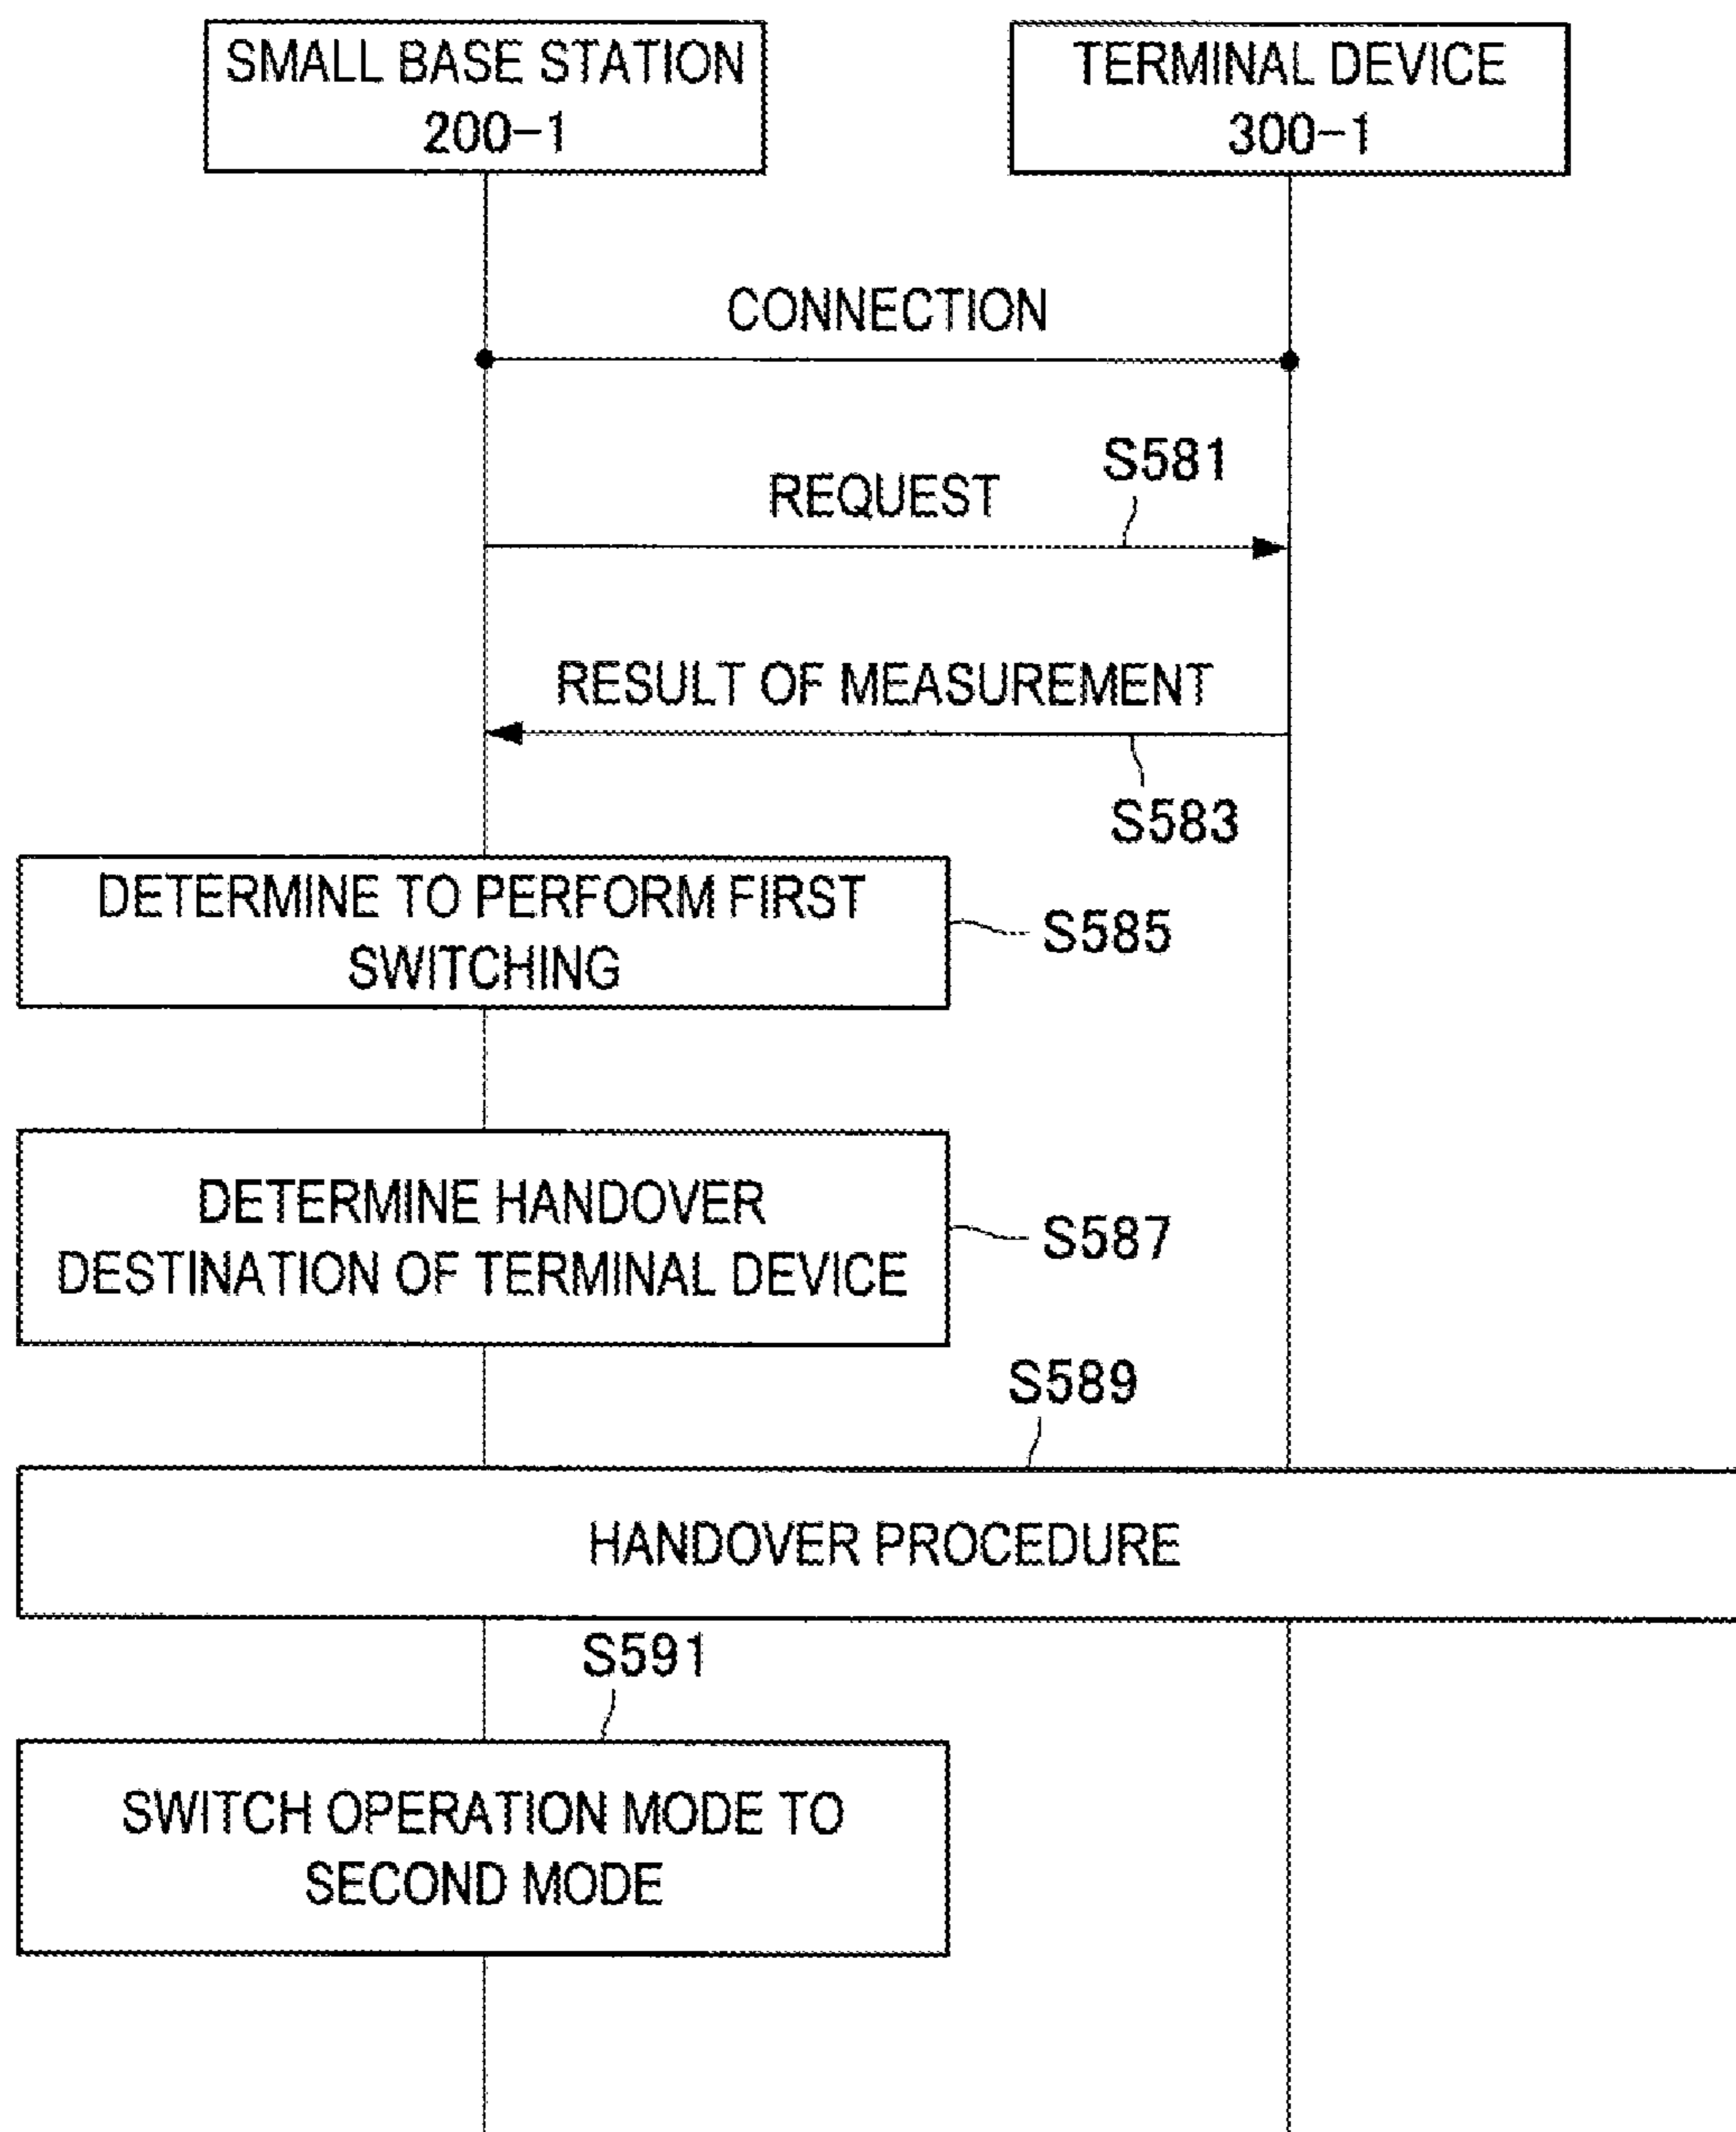 SMALL BASE STATION
200-1
TERMINAL DEVICE
300-1
CONNECTION
S581
REQUEST
RESULT OF MEASUREMENT
S583
DETERMINE TO PERFORM FIRST
SWITCHING
S585
DETERMINE HANDOVER
DESTINATION OF TERMINAL DEVICE
S587
S589
HANDOVER PROCEDURE
S591
SWITCH OPERATION MODE TO
SECOND MODE